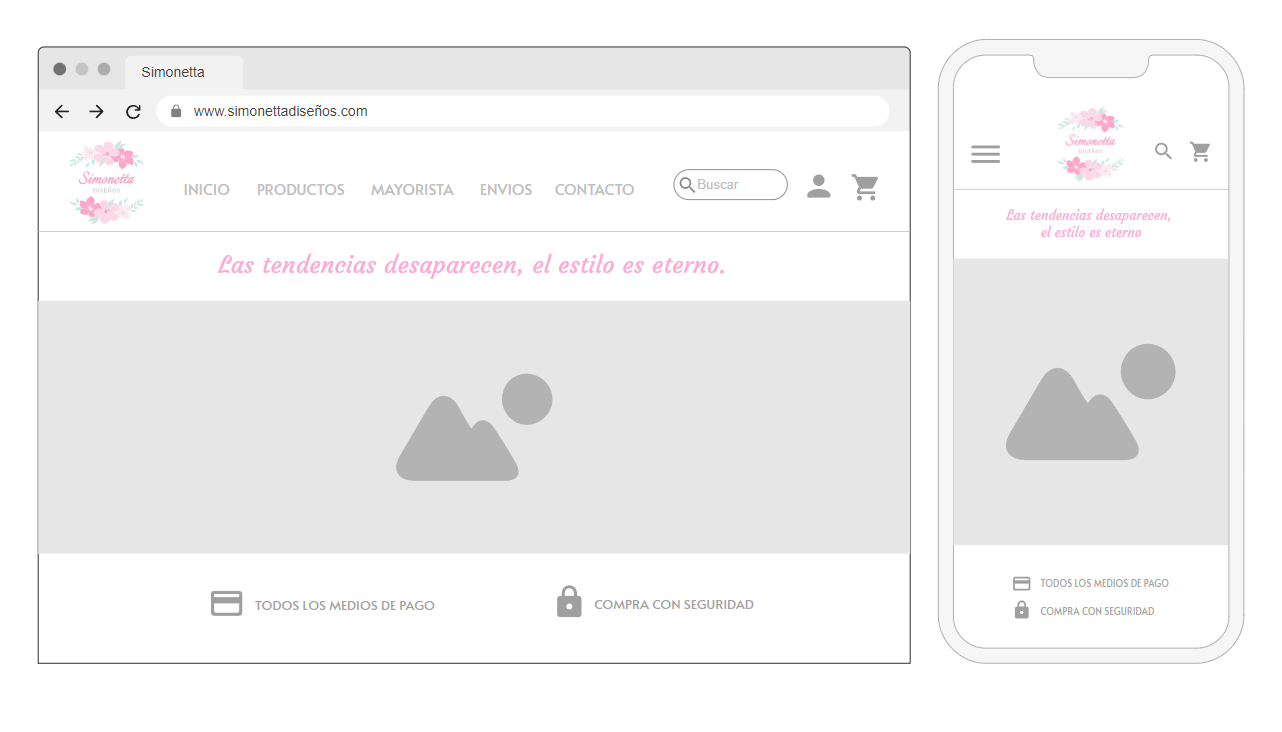 Simonetta
www.simonettadiseños.com
Simonetta
DISEÑOS
INICIO PRODUCTOS MAYORISTA ENVIOS CONTACTO Buscar
Las tendencias desaparecen, el estilo es eterno.
TODOS LOS MEDIOS DE PAGO COMPRA CON SEGURIDAD
Simonetta
DISEÑOS
Las tendencias desaparecen,
el estilo es eterno
TODOS LOS MEDIOS DE PAGO
COMPRA CON SEGURIDAD